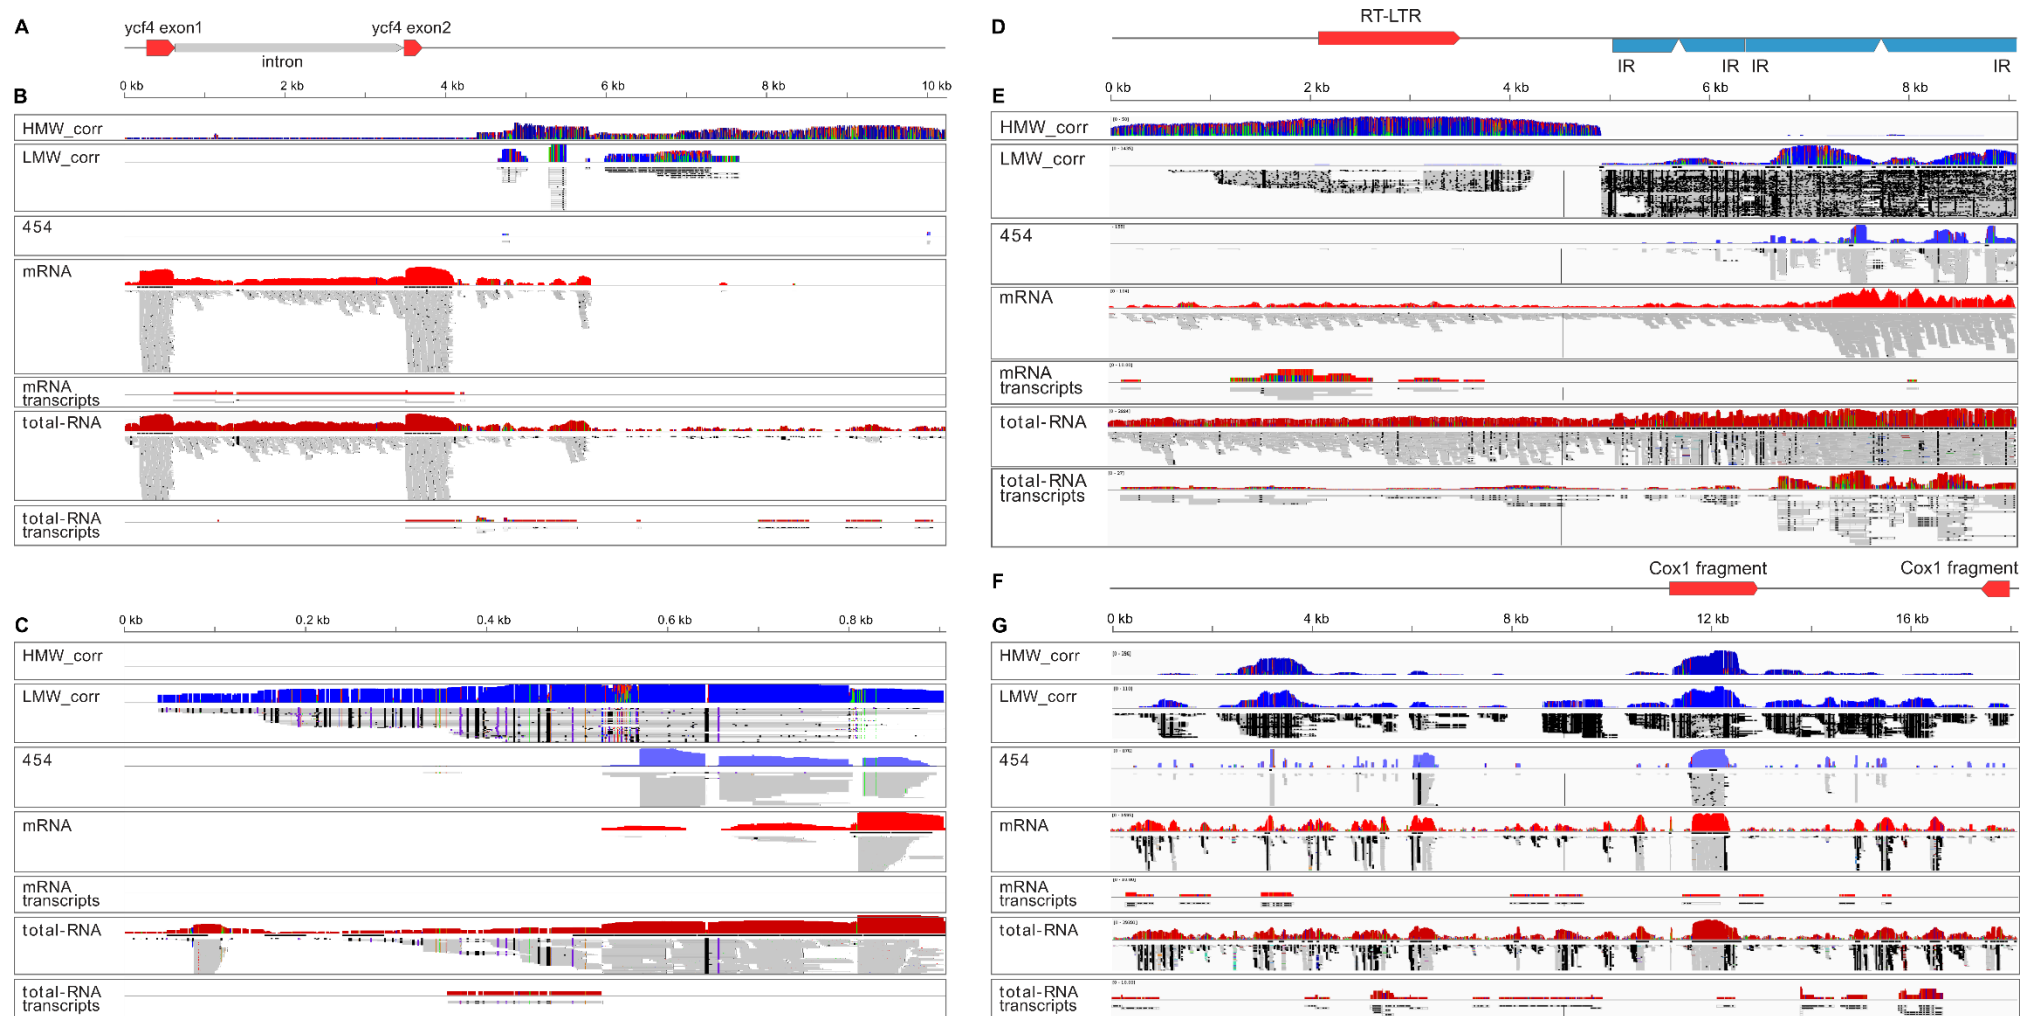 A
ycf4 exon1
ycf4 exon2
intron
B
0 kb
2 kb
4 kb
6 kb
8 kb
10 kb
HMW_corr
LMW_corr
454
mRNA
mRNA
transcripts
total-RNA
total-RNA
transcripts
C
0 kb
0.2 kb
0.4 kb
0.6 kb
0.8 kb
HMW_corr
LMW_corr
454
mRNA
mRNA
transcripts
total-RNA
total-RNA
transcripts
D
RT-LTR
IR
IR
IR
IR
E
0 kb
2 kb
4 kb
6 kb
8 kb
HMW_corr
LMW_corr
454
mRNA
mRNA
transcripts
total-RNA
total-RNA
transcripts
F
Cox1 fragment
Cox1 fragment
G
0 kb
4 kb
8 kb
12 kb
16 kb
HMW_corr
LMW_corr
454
mRNA
mRNA
transcripts
total-RNA
total-RNA
transcripts